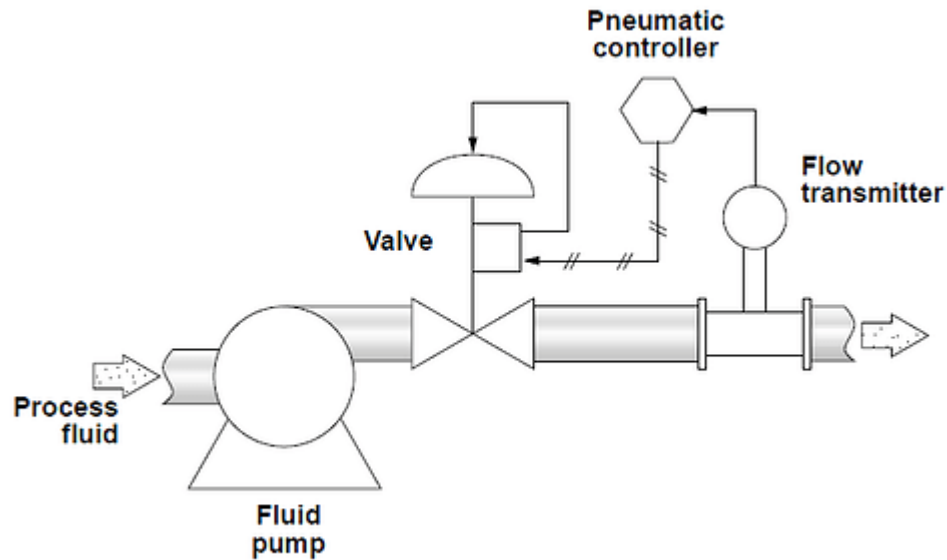 Pneumatic
controller
Flow
transmitter
Valve
Process
fluid
Fluid
pump